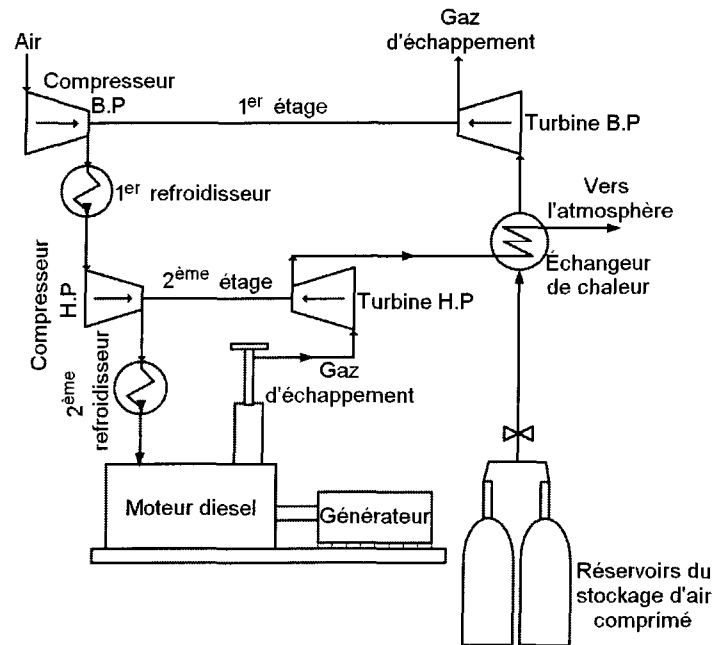 Gaz
d'échappement
Air
Compresseur
B.P
1er étage
Turbine B.P
1er refroidisseur
Vers
l'atmosphère
Échangeur
de chaleur
Compresseur
H.P
2ème étage
Turbine H.P
Gaz
d'échappement
2ème
refroidisseur
Moteur diesel
Générateur
Réservoirs du
stockage d'air
comprimé